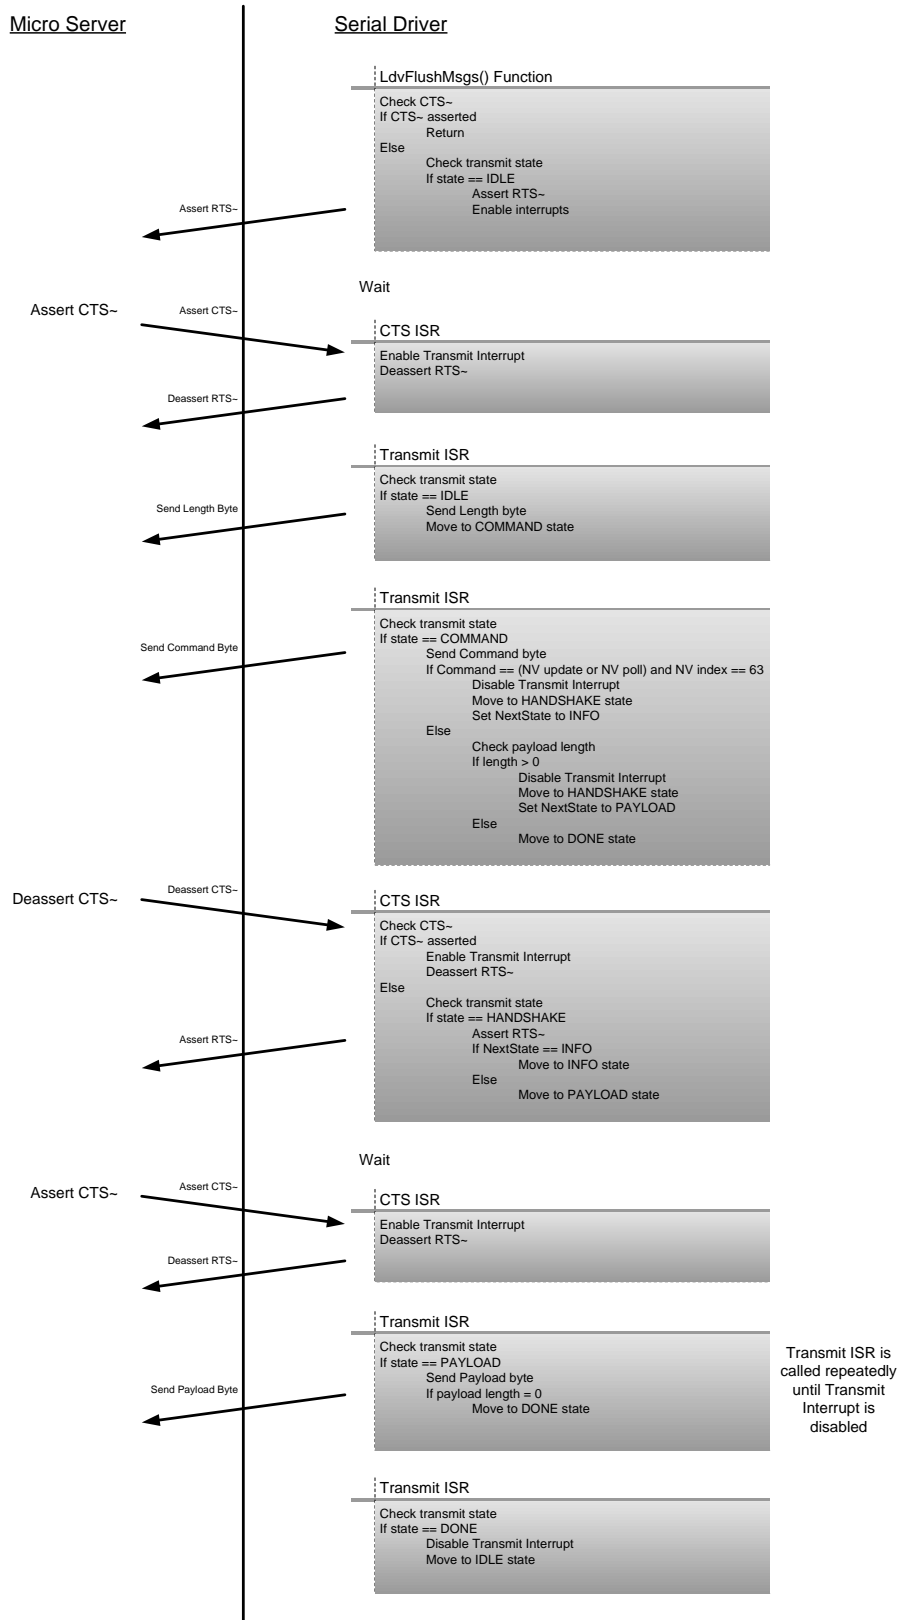 Micro Server
Serial Driver
LdvFlushMsgs() Function
Check CTS~
If CTS~ asserted
Return
Else
Check transmit state
If state == IDLE
Assert RTS~
Enable interrupts
Assert RTS~
Wait
Assert CTS~
Assert CTS~
CTS ISR
Enable Transmit Interrupt
Deassert RTS~
Deassert RTS~
Transmit ISR
Check transmit state
If state == IDLE
Send Length byte
Move to COMMAND state
Send Length Byte
Transmit ISR
Check transmit state
If state == COMMAND
Send Command byte
If Command == (NV update or NV poll) and NV index == 63
Disable Transmit Interrupt
Move to HANDSHAKE state
Set NextState to INFO
Else
Check payload length
If length > 0
Disable Transmit Interrupt
Move to HANDSHAKE state
Set NextState to PAYLOAD
Else
Move to DONE state
Send Command Byte
Deassert CTS~
Deassert CTS~
CTS ISR
Check CTS~
If CTS~ asserted
Enable Transmit Interrupt
Deassert RTS~
Else
Check transmit state
If state == HANDSHAKE
Assert RTS~
If NextState == INFO
Move to INFO state
Else
Move to PAYLOAD state
Assert RTS~
Wait
Assert CTS~
Assert CTS~
CTS ISR
Enable Transmit Interrupt
Deassert RTS~
Deassert RTS~
Transmit ISR
Check transmit state
If state == PAYLOAD
Send Payload byte
If payload length = 0
Move to DONE state
Send Payload Byte
Transmit ISR is
called repeatedly
until Transmit
Interrupt is
disabled
Transmit ISR
Check transmit state
If state == DONE
Disable Transmit Interrupt
Move to IDLE state